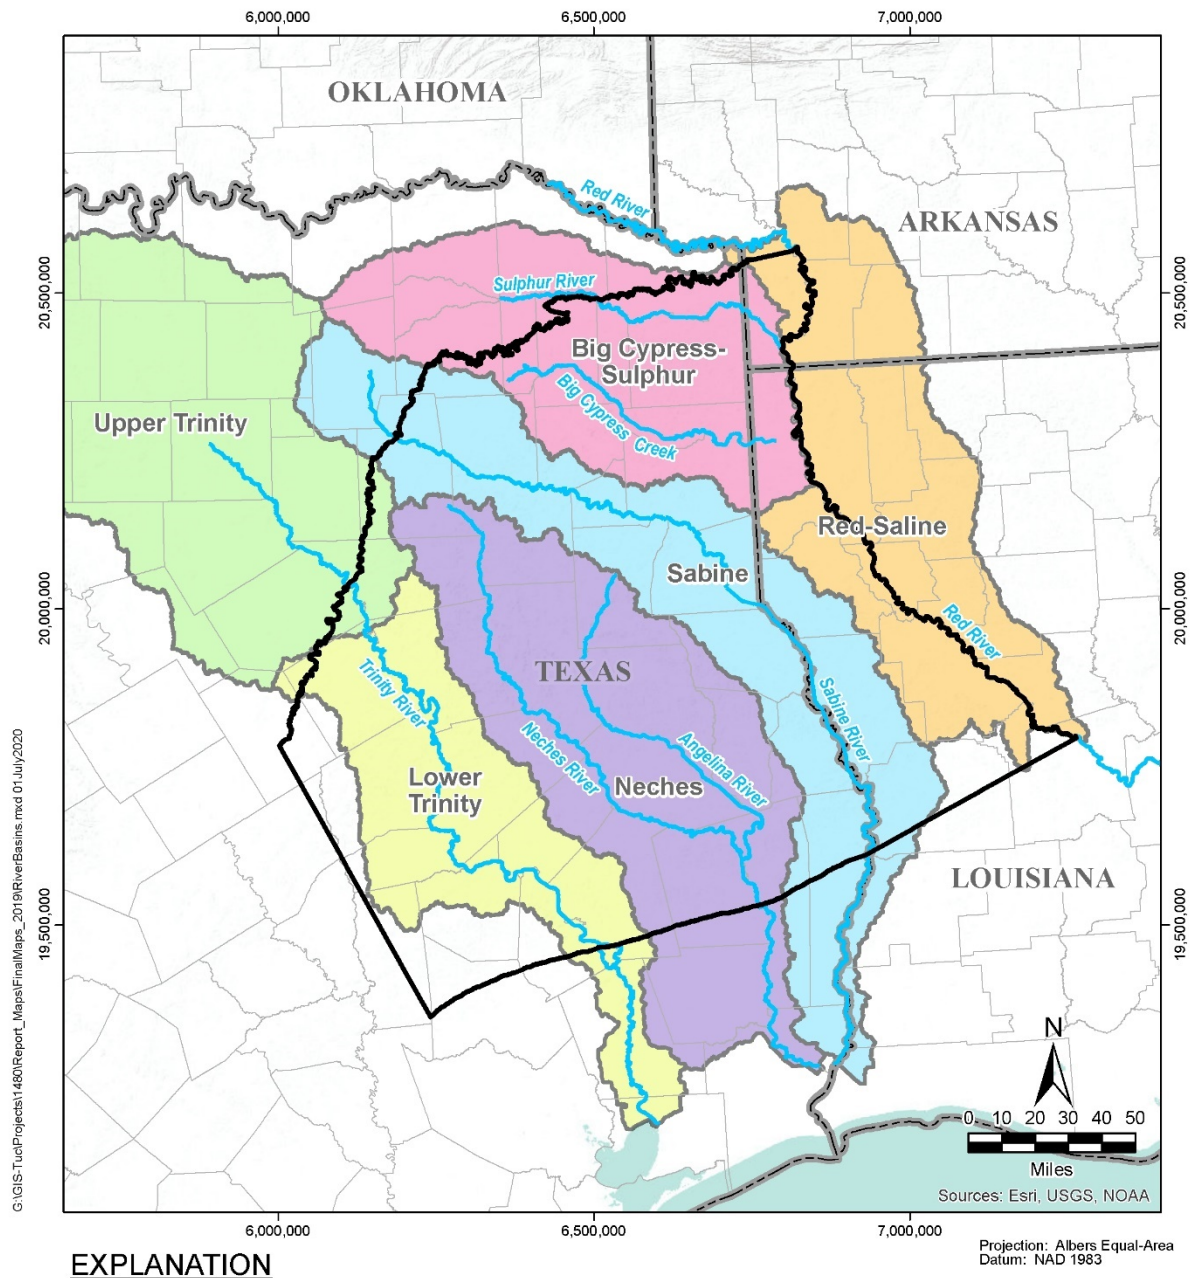 6,000,000
6,500,000
7,000,000
OKLAHOMA
Red River
ARKANSAS
20,500,000
20,500,000
Sulphur River
Big Cypress-
Sulphur
Big Cypress Creek
Upper Trinity
Red-Saline
Sabine
20,000,000
20,000,000
Red River
TEXAS
Trinity River
Sabine River
Neches River
Angelina River
Lower
Trinity
Neches
LOUISIANA
19,500,000
19,500,000
N
0 10 20 30 40 50
Miles
Sources: Esri, USGS, NOAA
G:\GIS-Tuc\Projects\1480\Report_Maps\FinalMaps_2019\RiverBasins.mxd 01July2020
6,000,000
6,500,000
7,000,000
EXPLANATION
Projection: Albers Equal-Area
Datum: NAD 1983